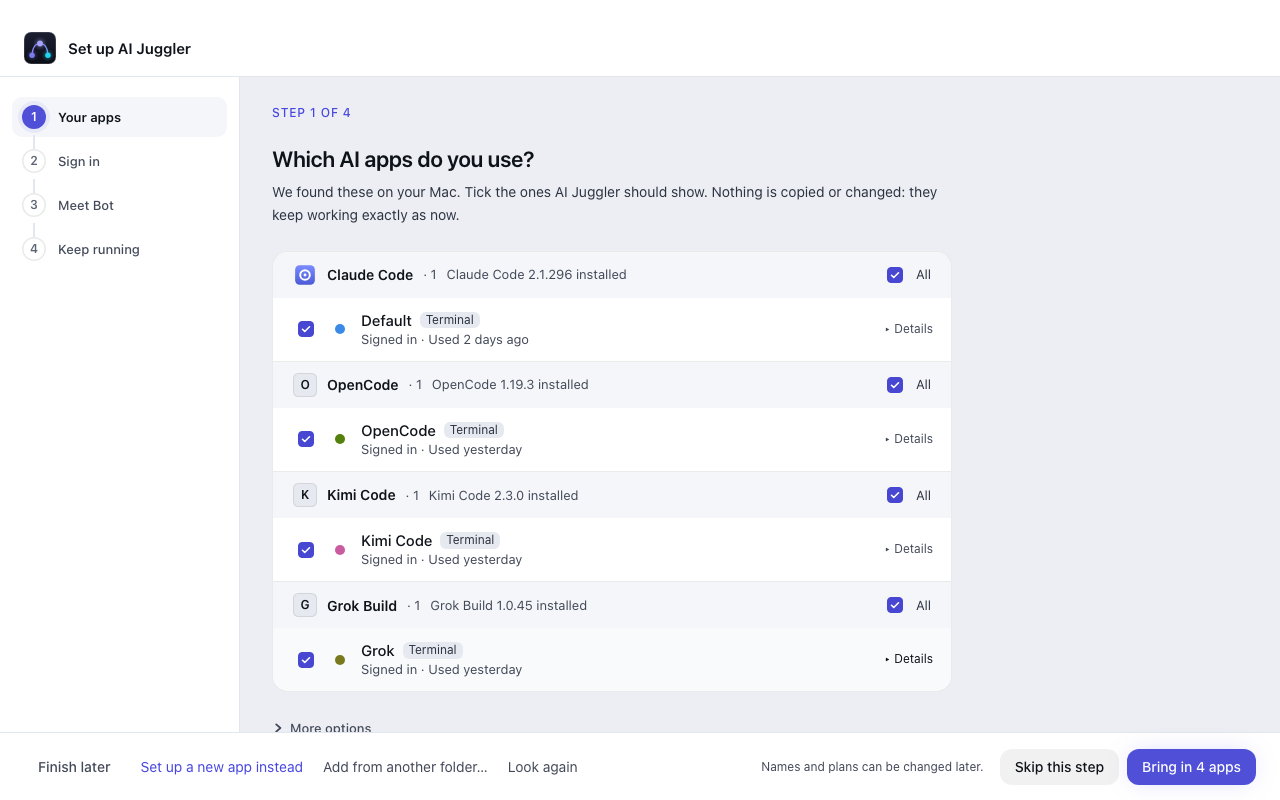 Set up AI Juggler
1 Your apps
2 Sign in
3 Meet Bot
4 Keep running
STEP 1 OF 4
Which AI apps do you use?
We found these on your Mac. Tick the ones AI Juggler should show. Nothing is copied or changed: they
keep working exactly as now.
Claude Code · 1 Claude Code 2.1.296 installed All
Default Terminal
Signed in · Used 2 days ago
Details
O OpenCode · 1 OpenCode 1.19.3 installed All
OpenCode Terminal
Signed in · Used yesterday
Details
K Kimi Code · 1 Kimi Code 2.3.0 installed All
Kimi Code Terminal
Signed in · Used yesterday
Details
G Grok Build · 1 Grok Build 1.0.45 installed All
Grok Terminal
Signed in · Used yesterday
Details
More options
Finish later Set up a new app instead Add from another folder... Look again Names and plans can be changed later. Skip this step Bring in 4 apps